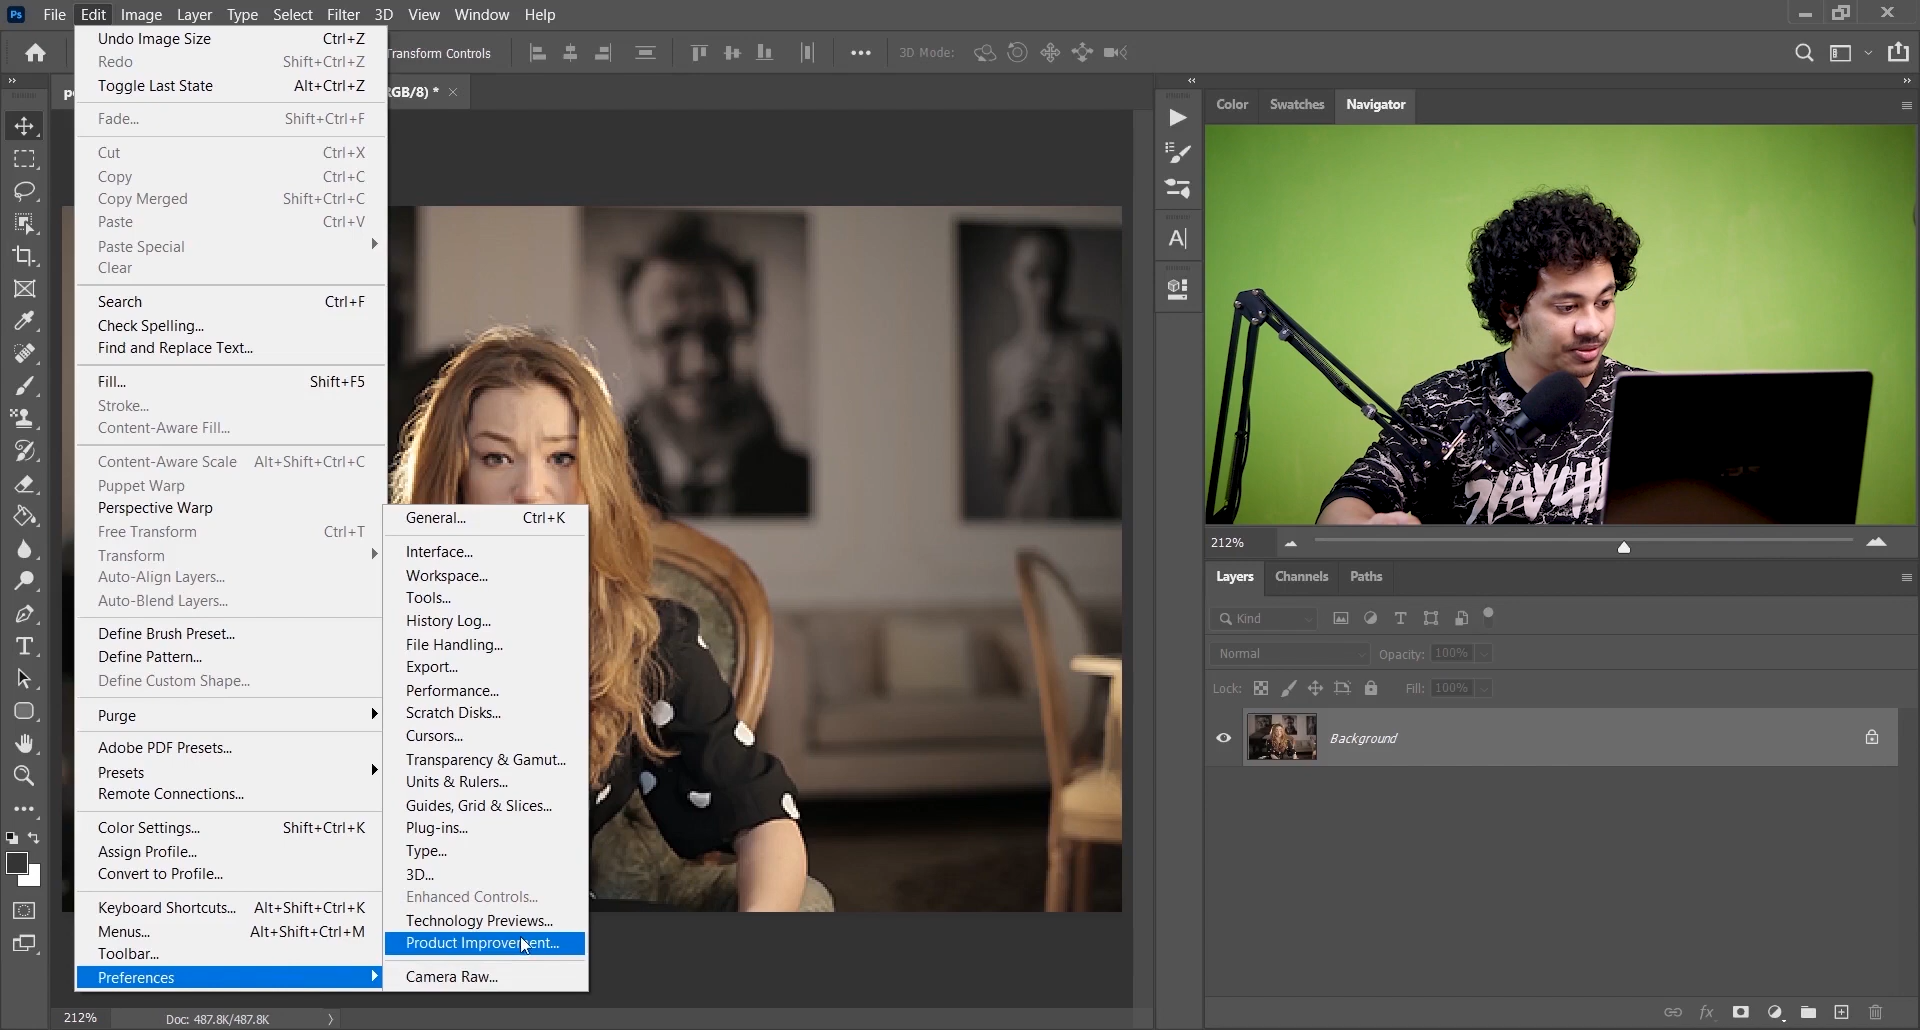 Ps File Edit Image Layer Type Select Filter 3D View Window Help
Transform Controls 3D Mode:
RGB/8) *
Undo Image Size Ctrl+Z
Redo Shift+Ctrl+Z
Toggle Last State Alt+Ctrl+Z
Fade... Shift+Ctrl+F
Cut Ctrl+X
Copy Ctrl+C
Copy Merged Shift+Ctrl+C
Paste Ctrl+V
Paste Special
Clear
Search Ctrl+F
Check Spelling...
Find and Replace Text...
Fill... Shift+F5
Stroke...
Content-Aware Fill...
Content-Aware Scale Alt+Shift+Ctrl+C
Puppet Warp
Perspective Warp
Free Transform Ctrl+T
Transform
Auto-Align Layers...
Auto-Blend Layers...
Define Brush Preset...
Define Pattern...
Define Custom Shape...
Purge
Adobe PDF Presets...
Presets
Remote Connections...
Color Settings... Shift+Ctrl+K
Assign Profile...
Convert to Profile...
Keyboard Shortcuts... Alt+Shift+Ctrl+K
Menus... Alt+Shift+Ctrl+M
Toolbar...
Preferences
General... Ctrl+K
Interface...
Workspace...
Tools...
History Log...
File Handling...
Export...
Performance...
Scratch Disks...
Cursors...
Transparency & Gamut...
Units & Rulers...
Guides, Grid & Slices...
Plug-ins...
Type...
3D...
Enhanced Controls...
Technology Previews...
Product Improvement...
Camera Raw...
212% Doc: 487.8K/487.8K
Color Swatches Navigator
212%
Layers Channels Paths
Kind
Normal Opacity: 100%
Lock: Fill: 100%
Background